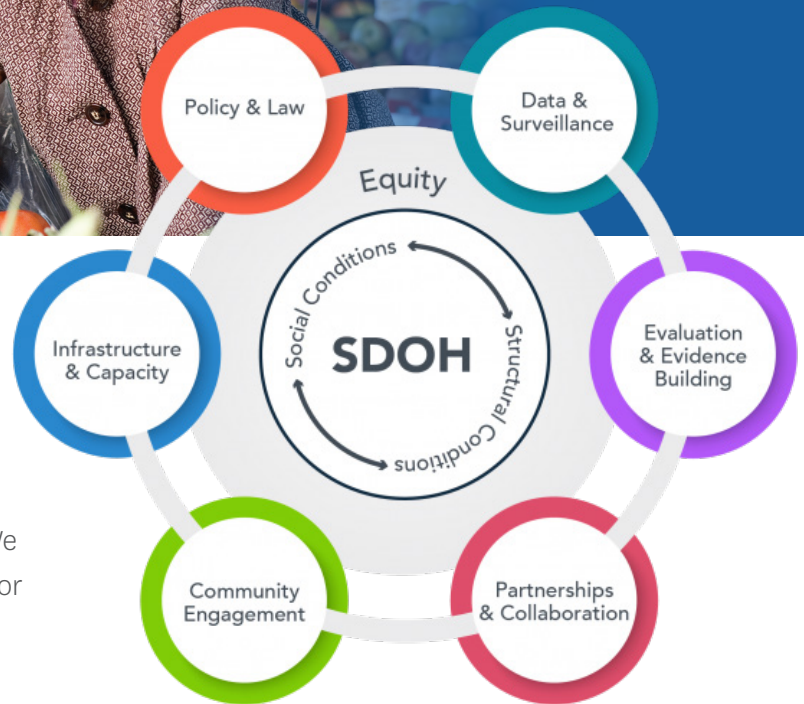 Policy & Law
Data &
Surveillance
Equity
Social Conditions
Structural Conditions
SDOH
Infrastructure
& Capacity
Evaluation
& Evidence
Building
or
Community
Engagement
Partnerships
& Collaboration